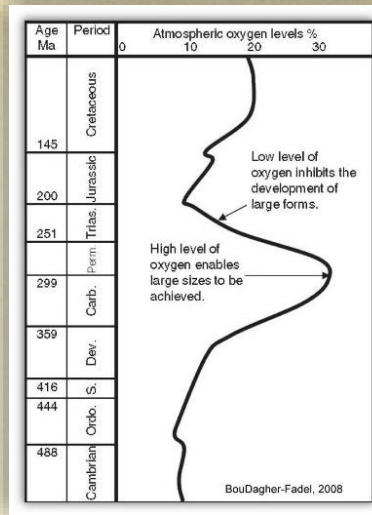 Age Ma
Period
Atmospheric oxygen levels %
0 10 20 30
Cretaceous
145
Jurassic
Low level of
oxygen inhibits the
development of
large forms.
200
Trias.
251
High level of
oxygen enables
large sizes to be
achieved.
Perm.
299
Carb.
359
Dev.
416
S.
444
Ordo.
488
Cambrian
BouDagher-Fadel, 2008